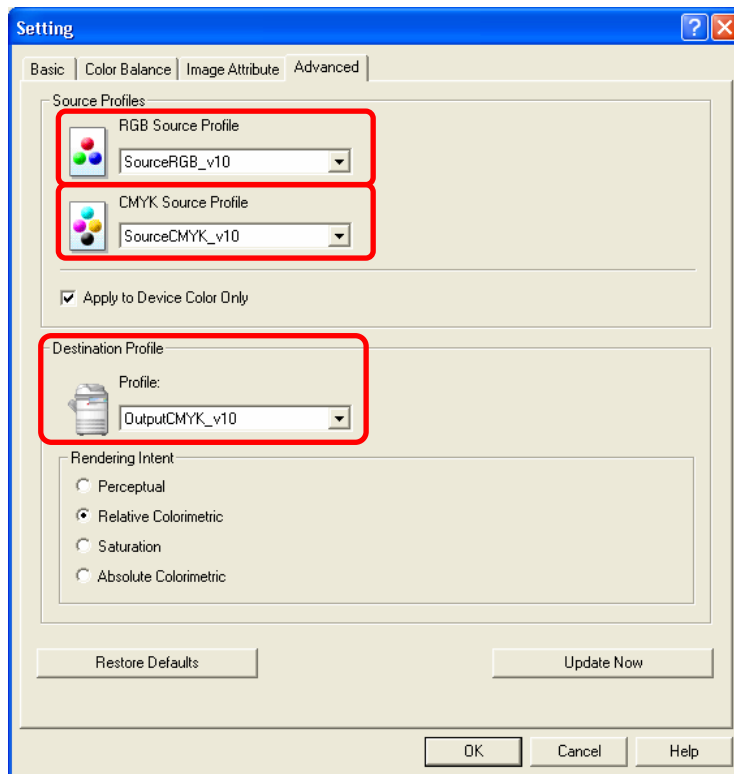 Setting
Basic Color Balance Image Attribute Advanced
Source Profiles
RGB Source Profile
SourceRGB_v10
CMYK Source Profile
SourceCMYK_v10
Apply to Device Color Only
Destination Profile
Profile:
OutputCMYK_v10
Rendering Intent
Perceptual
Relative Colorimetric
Saturation
Absolute Colorimetric
Restore Defaults Update Now
OK Cancel Help